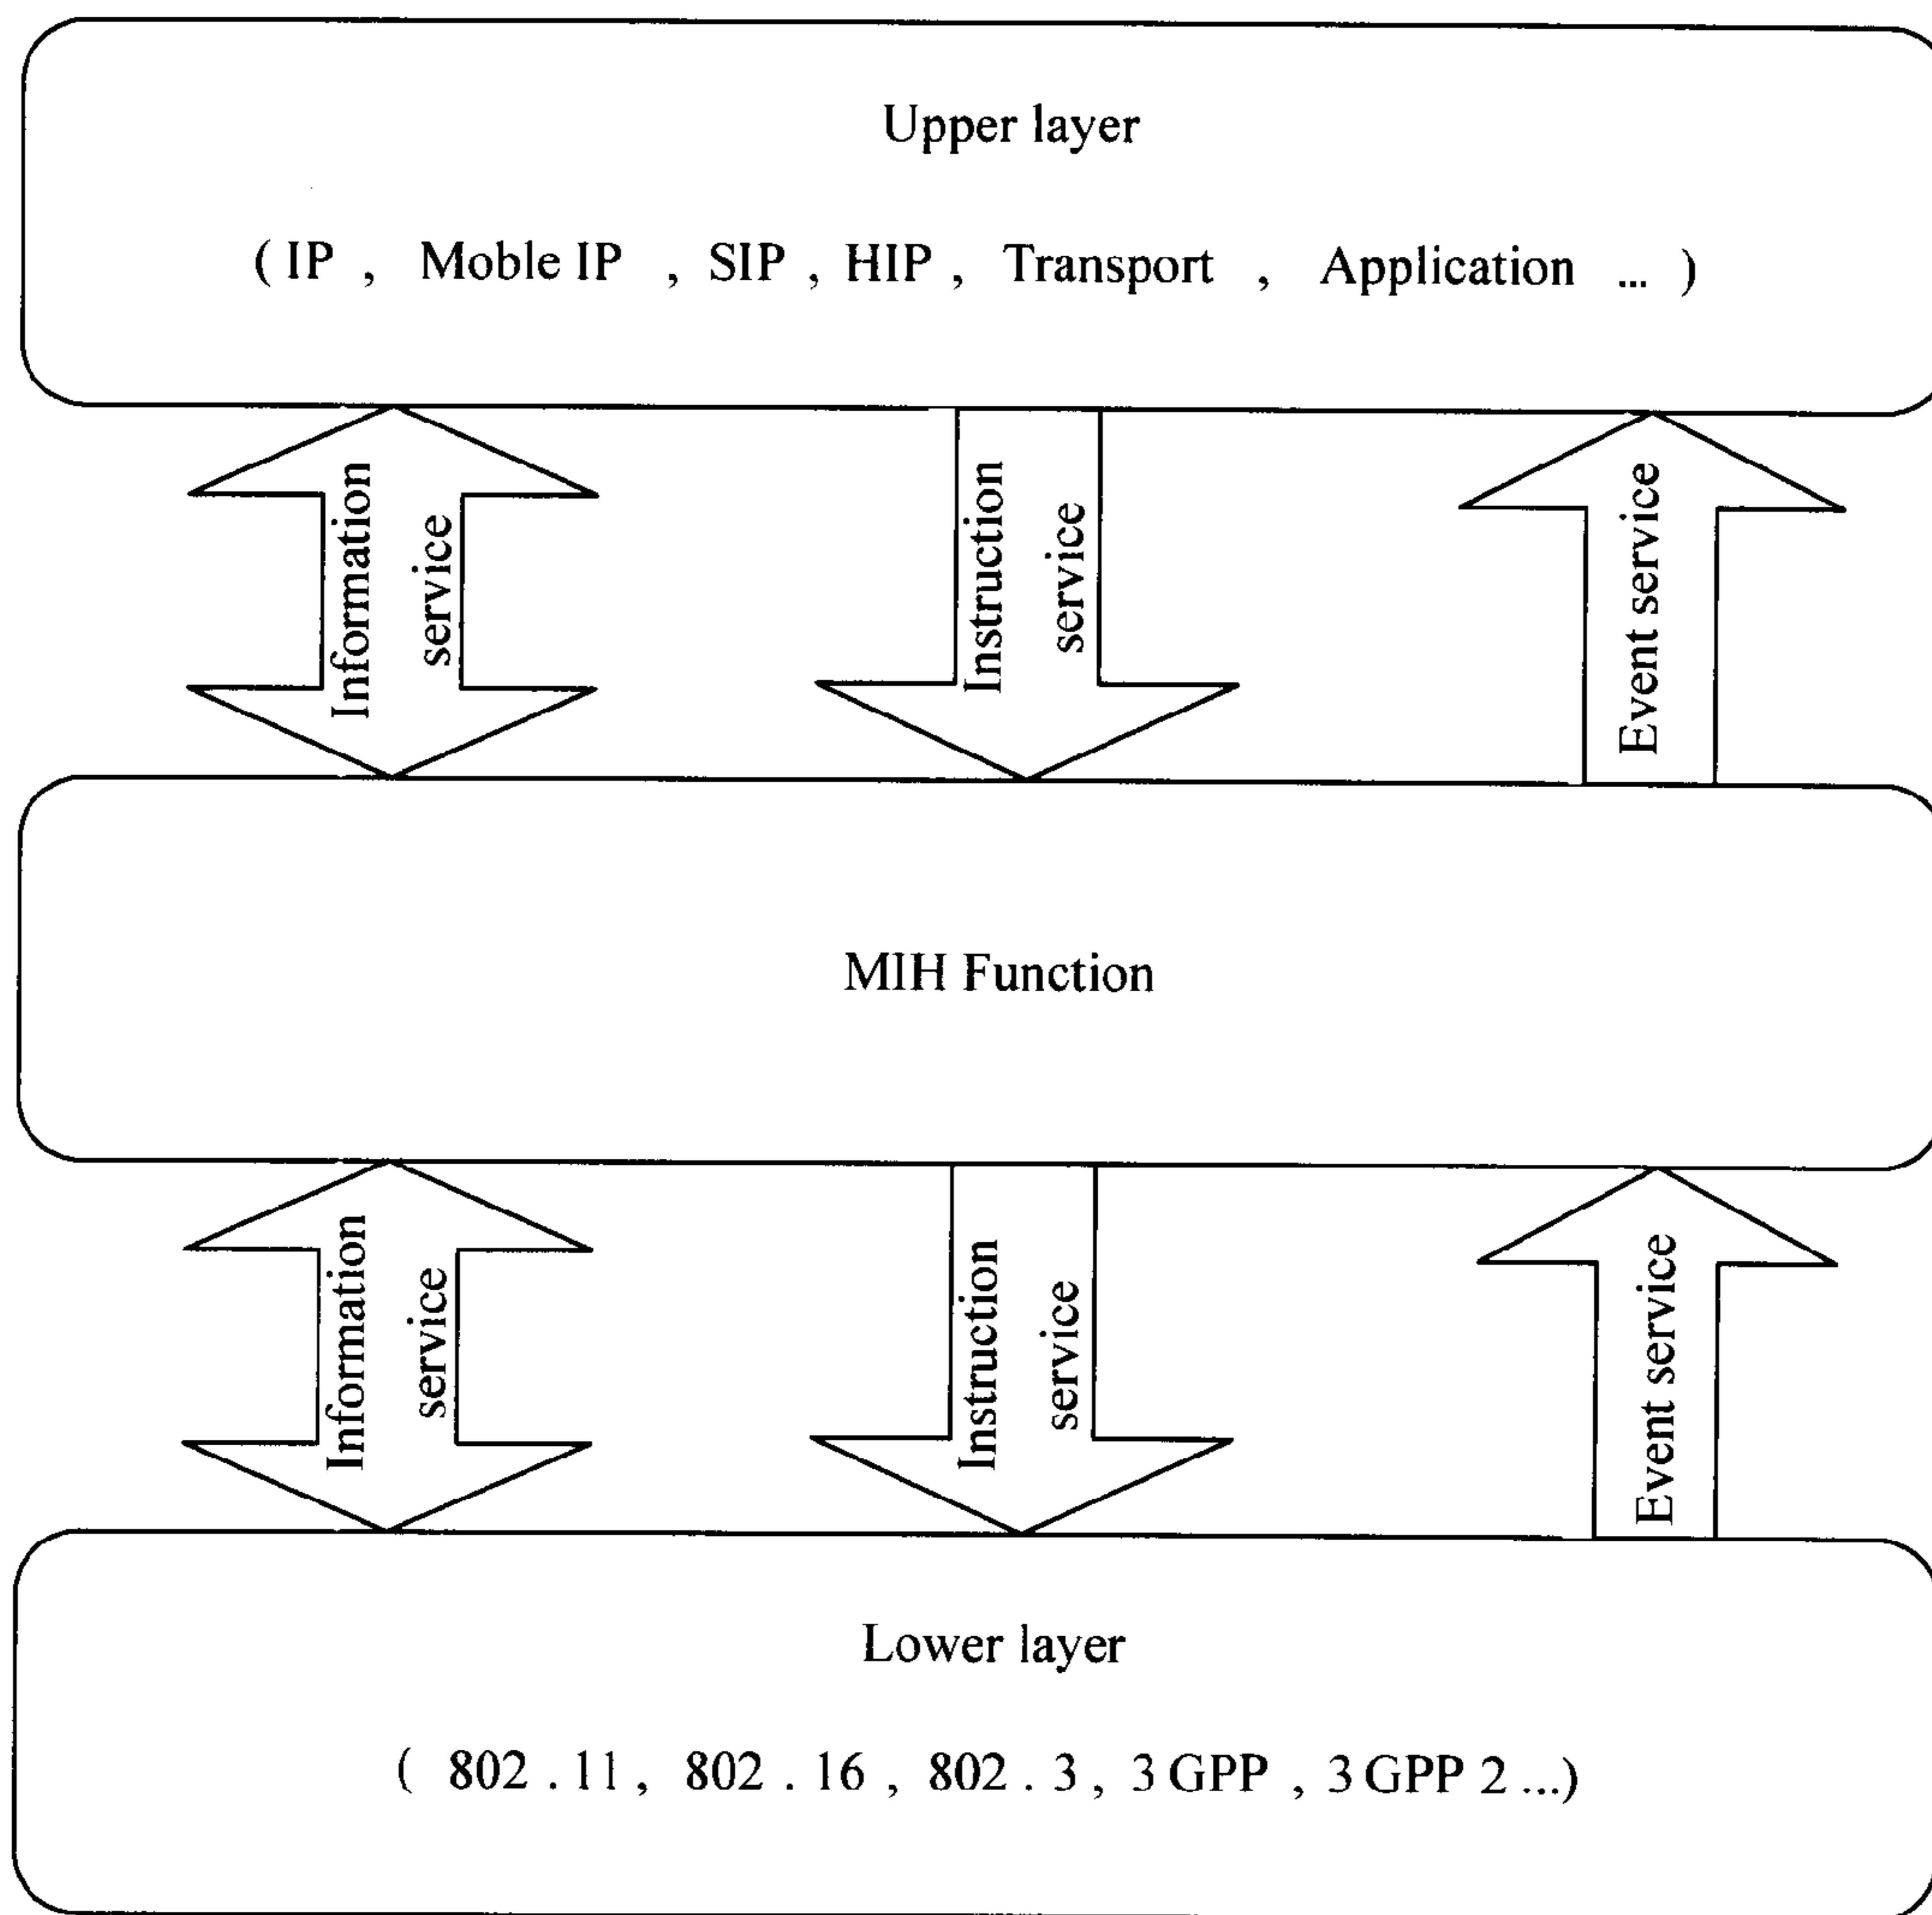 Upper layer
( IP , Moble IP , SIP , HIP , Transport , Application ... )
Information
service
Instruction
service
Event service
MIH Function
Information
service
Instruction
service
Event service
Lower layer
( 802 . 11 , 802 . 16 , 802 . 3 , 3 GPP , 3 GPP 2 ...)